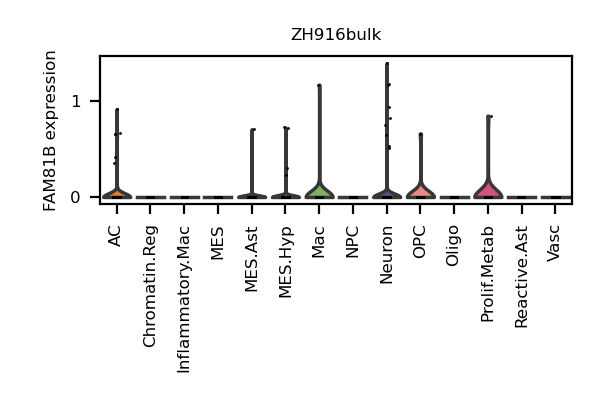 ZH916bulk
FAM81B expression
1
0
AC
Chromatin.Reg
Inflammatory.Mac
MES
MES.Ast
MES.Hyp
Mac
NPC
Neuron
OPC
Oligo
Prolif.Metab
Reactive.Ast
Vasc